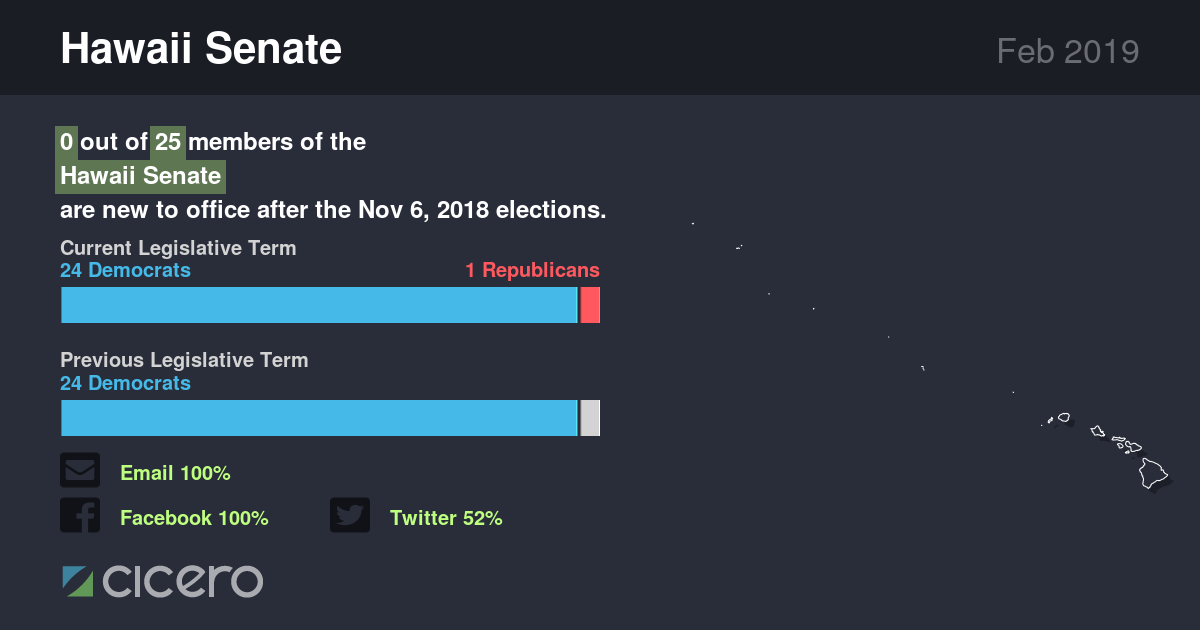 Hawaii Senate
Feb 2019
0 out of 25 members of the
Hawaii Senate
are new to office after the Nov 6, 2018 elections.
Current Legislative Term
24 Democrats 1 Republicans
Previous Legislative Term
24 Democrats
Email 100%
Facebook 100% Twitter 52%
cicero